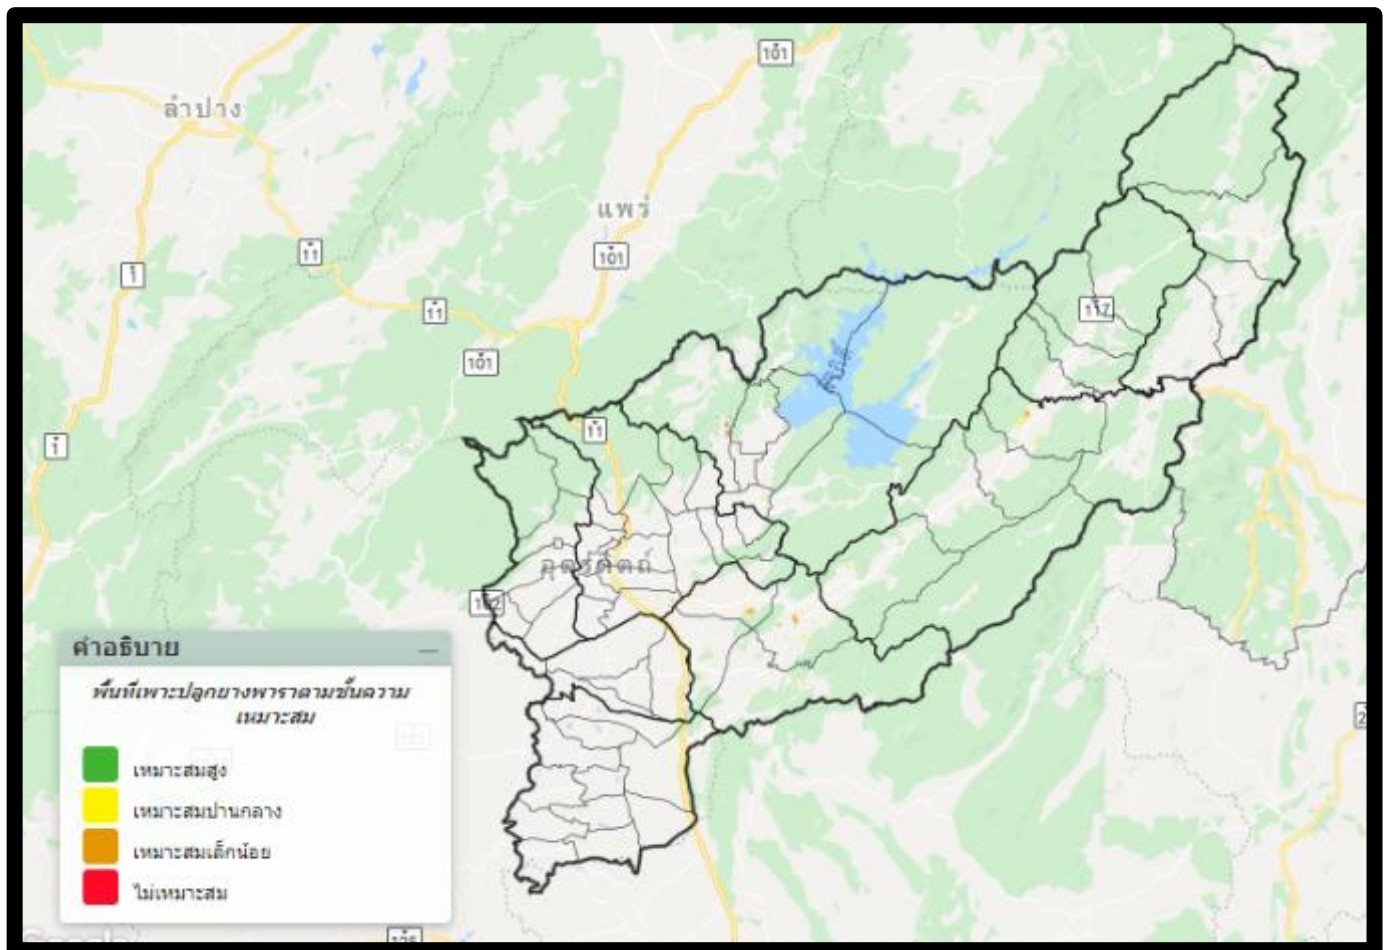 101
ลำปาง
แพร่
11
101
1
117
11
101
11
1
อุตรดิตถ์
คำอธิบาย
พื้นที่เพาะปลูกยางพาราตามชั้นความ
เหมาะสม
เหมาะสมสูง
เหมาะสมปานกลาง
เหมาะสมเล็กน้อย
ไม่เหมาะสม